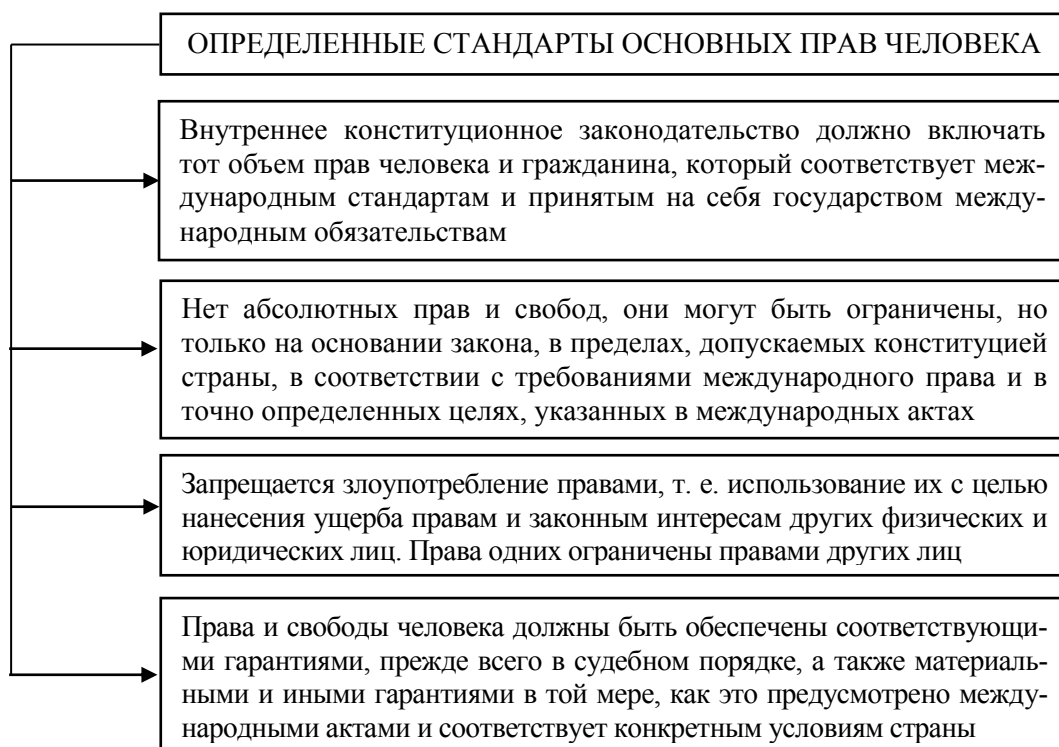 ОПРЕДЕЛЕННЫЕ СТАНДАРТЫ ОСНОВНЫХ ПРАВ ЧЕЛОВЕКА
Внутреннее конституционное законодательство должно включать
тот объем прав человека и гражданина, который соответствует меж-
дународным стандартам и принятым на себя государством между-
народным обязательствам
Нет абсолютных прав и свобод, они могут быть ограничены, но
только на основании закона, в пределах, допускаемых конституцией
страны, в соответствии с требованиями международного права и в
точно определенных целях, указанных в международных актах
Запрещается злоупотребление правами, т. е. использование их с целью
нанесения ущерба правам и законным интересам других физических и
юридических лиц. Права одних ограничены правами других лиц
Права и свободы человека должны быть обеспечены соответствующи-
ми гарантиями, прежде всего в судебном порядке, а также материаль-
ными и иными гарантиями в той мере, как это предусмотрено между-
народными актами и соответствует конкретным условиям страны